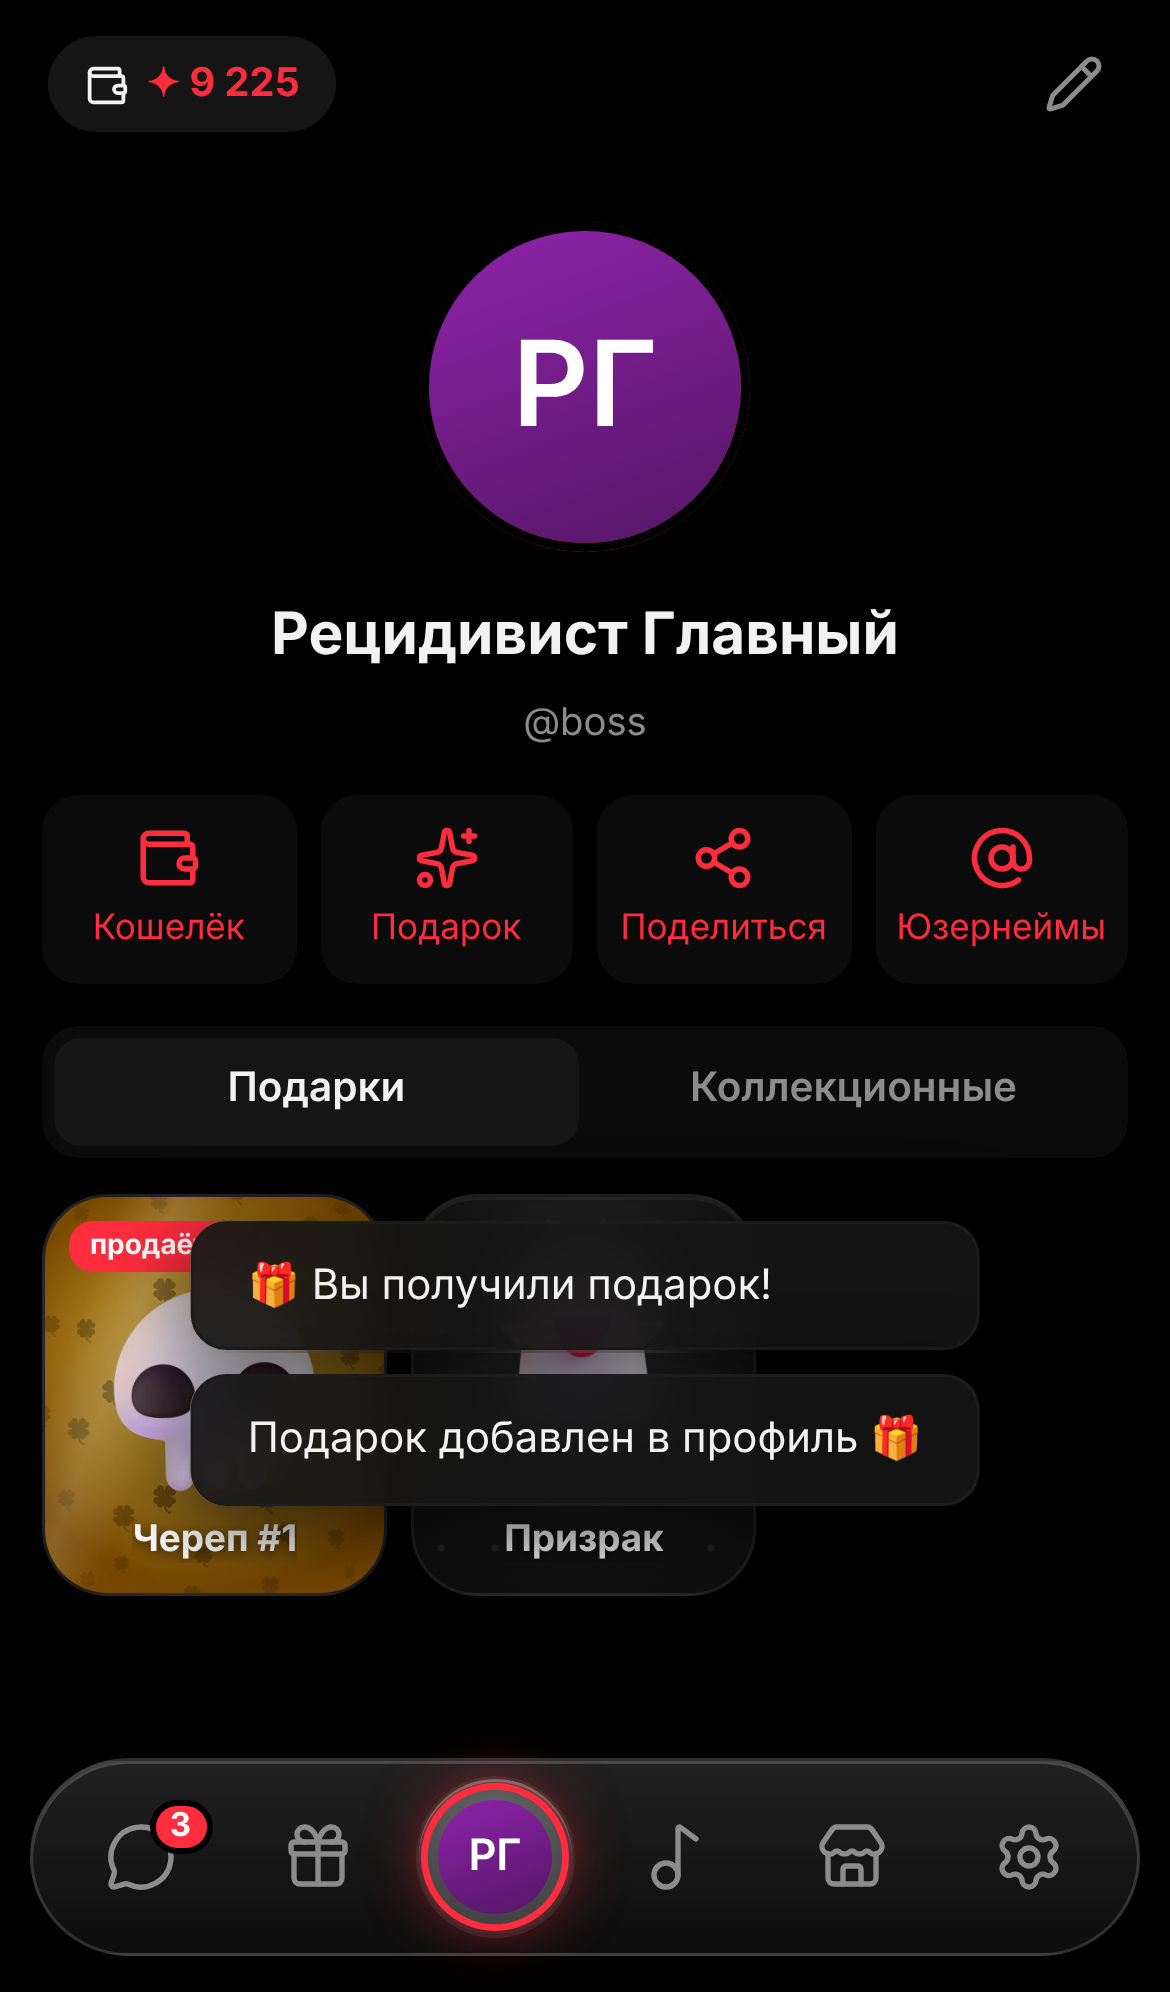 9 225
РГ
Рецидивист Главный
@boss
Кошелёк
Подарок
Поделиться
Юзернеймы
Подарки
Коллекционные
🎁 Вы получили подарок!
Подарок добавлен в профиль 🎁
Череп #1
Призрак
3
РГ